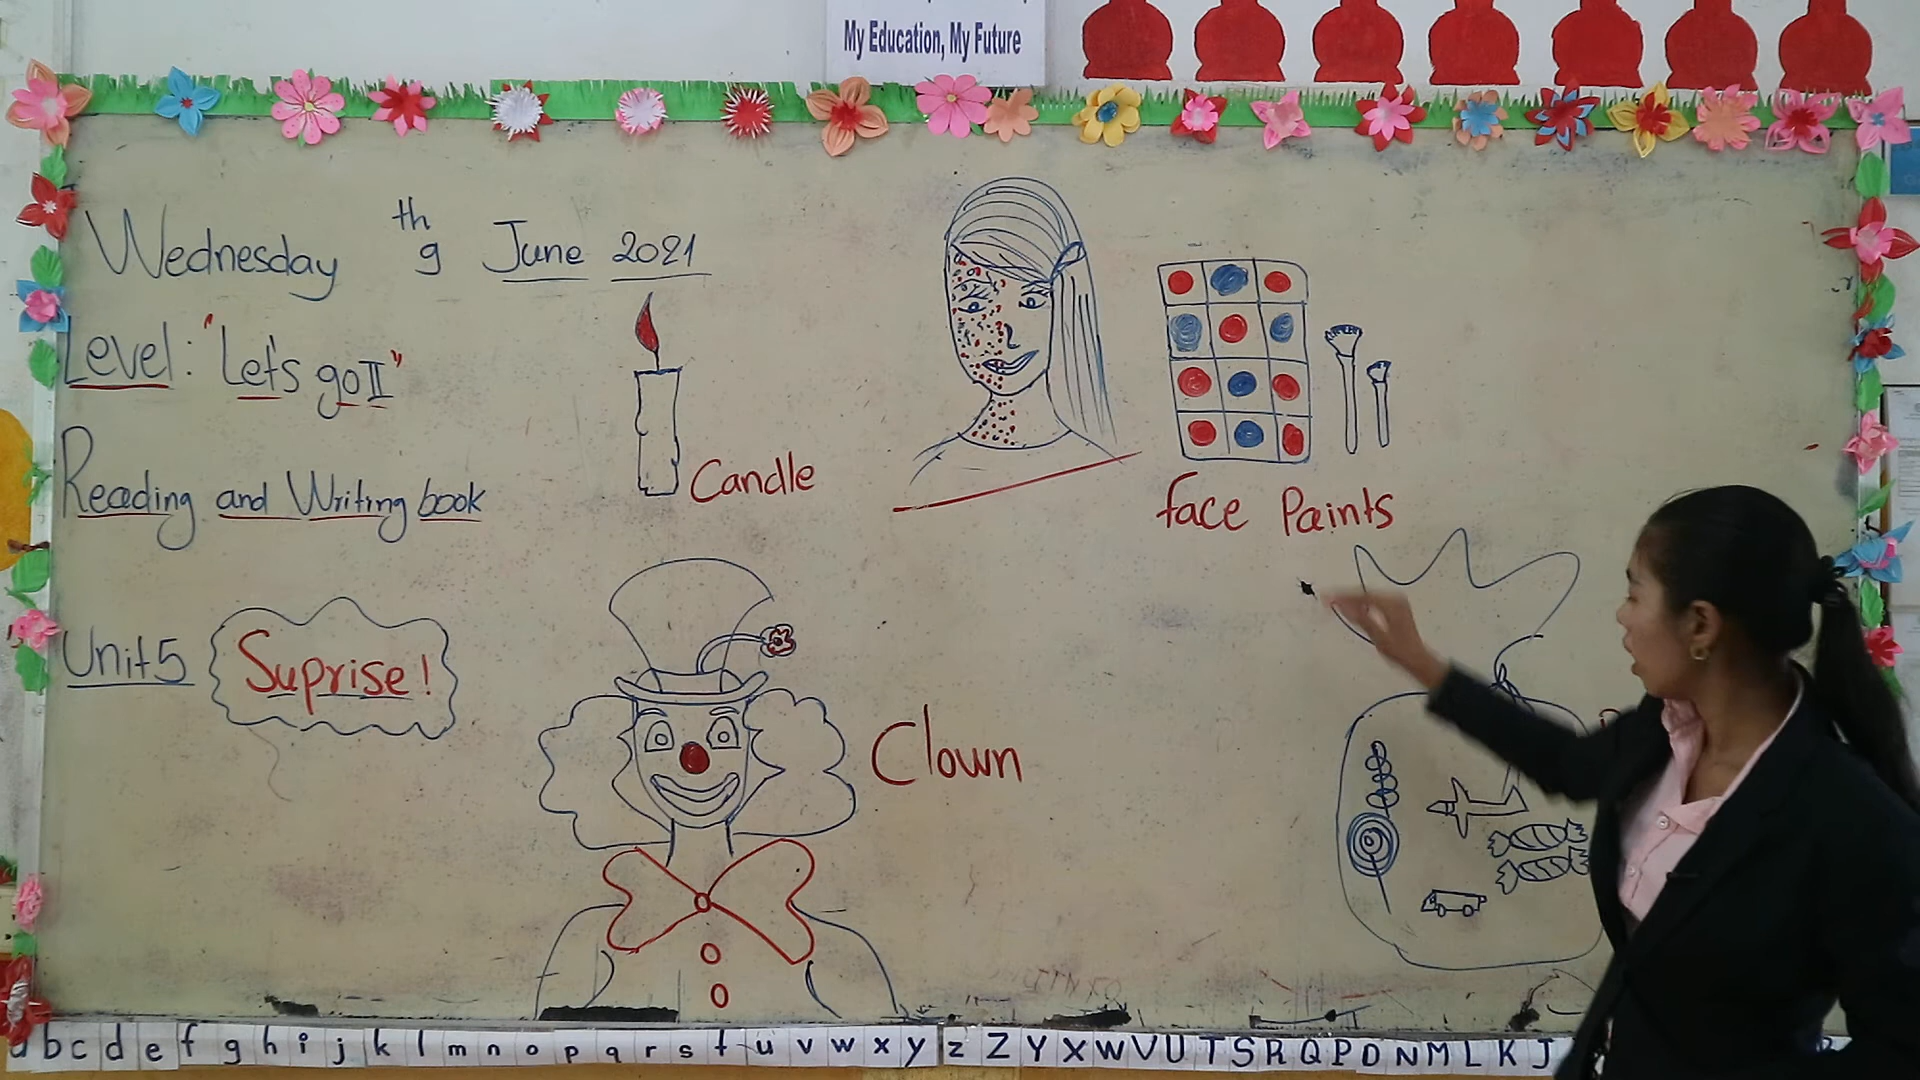 My Education, My Future
Wednesday 9th June 2021
Level: "Let's go II"
Reading and Writing book
Unit 5 Suprise!
Candle
face Paints
Clown
a b c d e f g h i j k l m n o p q r s t u v w x y z Z Y X W V U T S R Q P O N M L K J